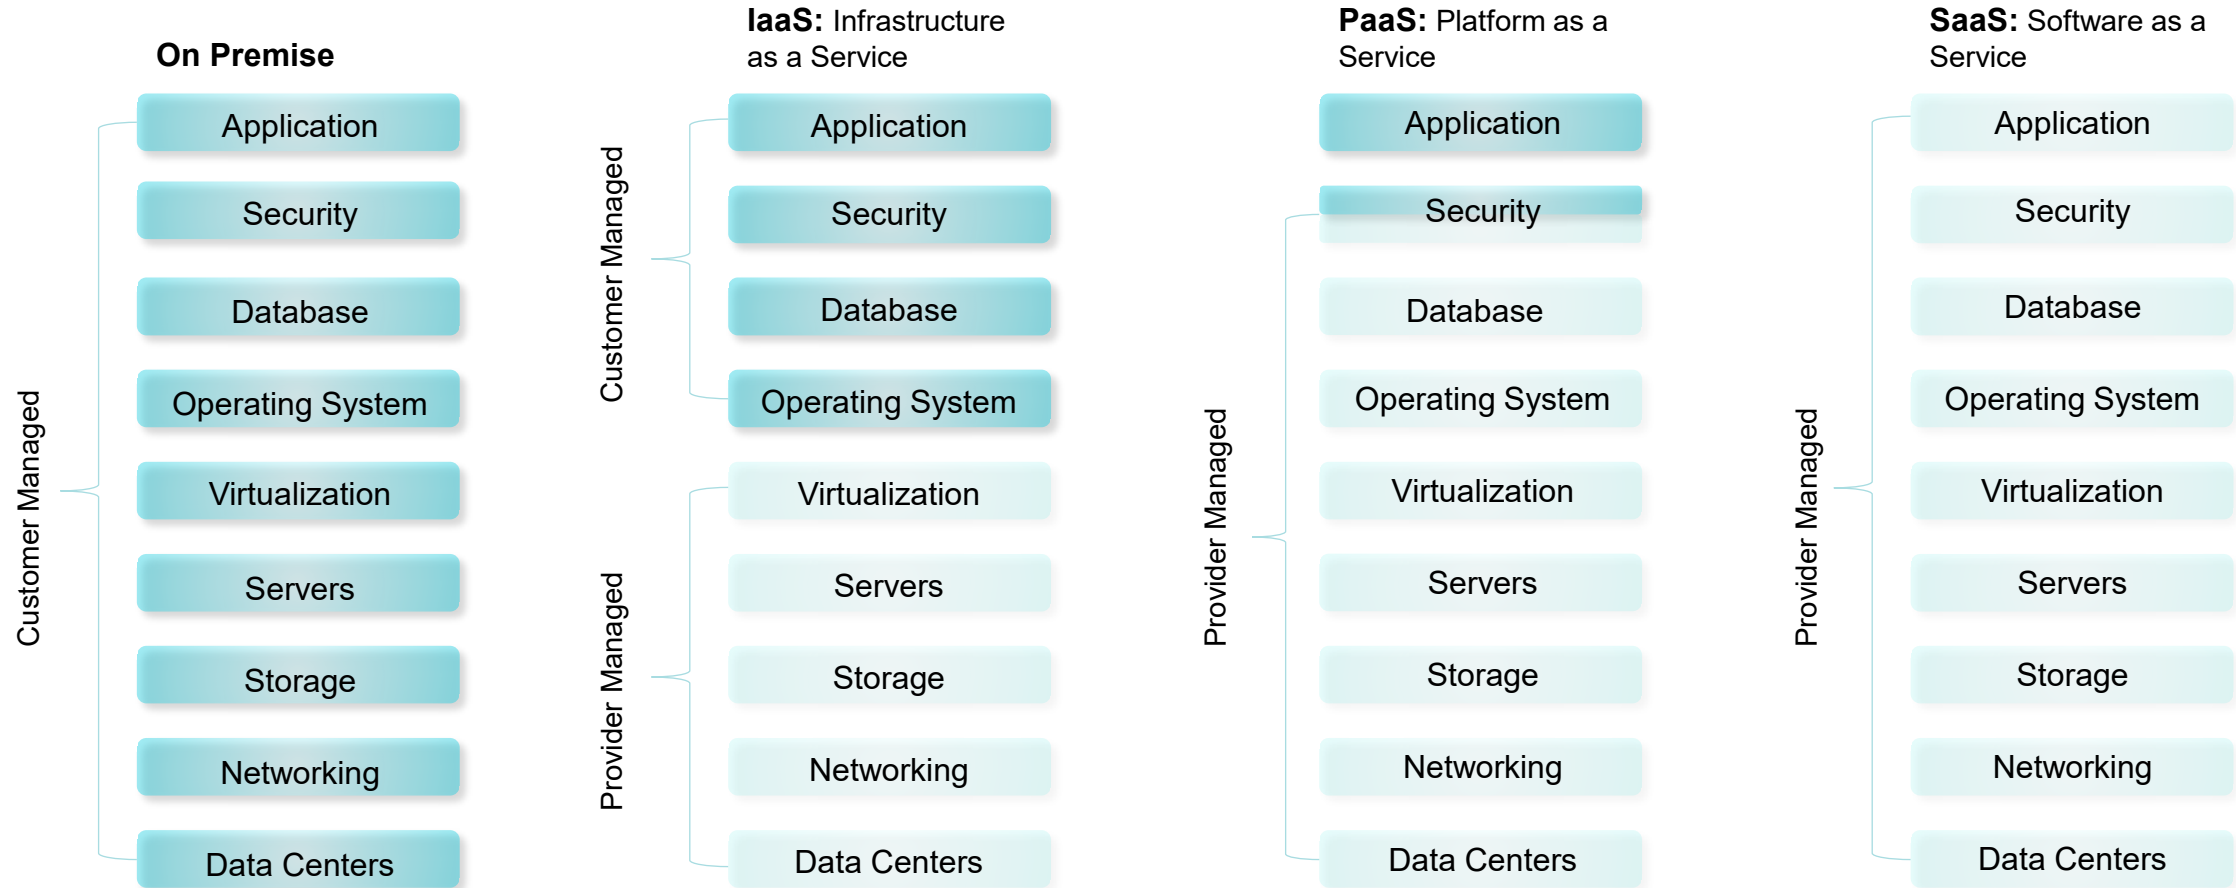 On Premise
Customer Managed
Application
Security
Database
Operating System
Virtualization
Servers
Storage
Networking
Data Centers
IaaS: Infrastructure
as a Service
Customer Managed
Application
Security
Database
Operating System
Provider Managed
Virtualization
Servers
Storage
Networking
Data Centers
PaaS: Platform as a
Service
Application
Provider Managed
Security
Database
Operating System
Virtualization
Servers
Storage
Networking
Data Centers
SaaS: Software as a
Service
Provider Managed
Application
Security
Database
Operating System
Virtualization
Servers
Storage
Networking
Data Centers